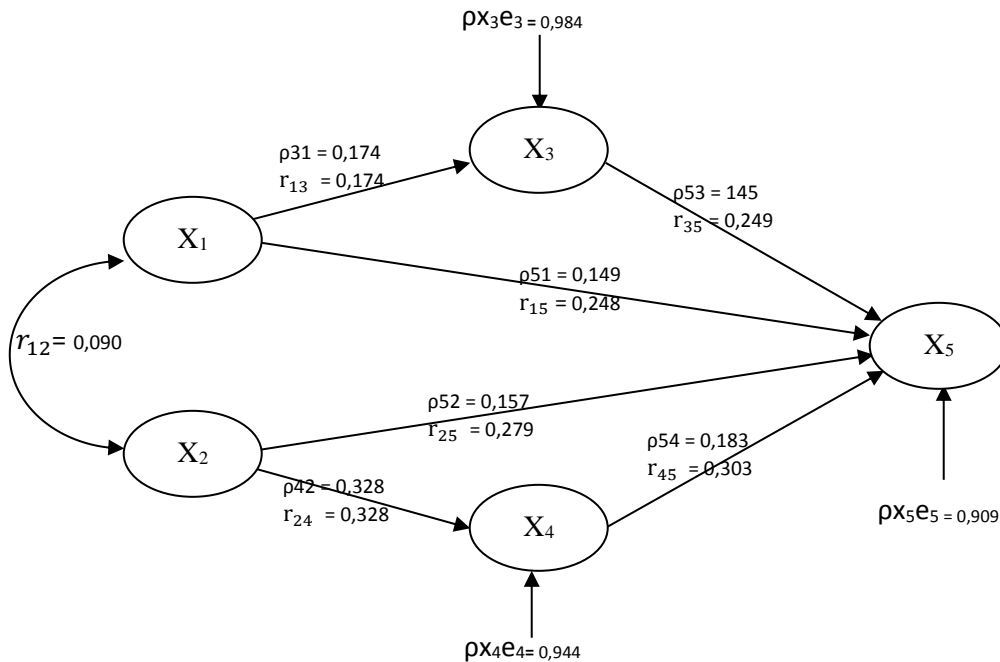 ρx₃e₃ = 0,984
X₃
ρ31 = 0,174
r₁₃ = 0,174
ρ53 = 145
r₃₅ = 0,249
X₁
ρ51 = 0,149
r₁₅ = 0,248
r₁₂= 0,090
X₅
ρ52 = 0,157
r₂₅ = 0,279
X₂
ρ54 = 0,183
r₄₅ = 0,303
ρ42 = 0,328
r₂₄ = 0,328
X₄
ρx₅e₅ = 0,909
ρx₄e₄= 0,944